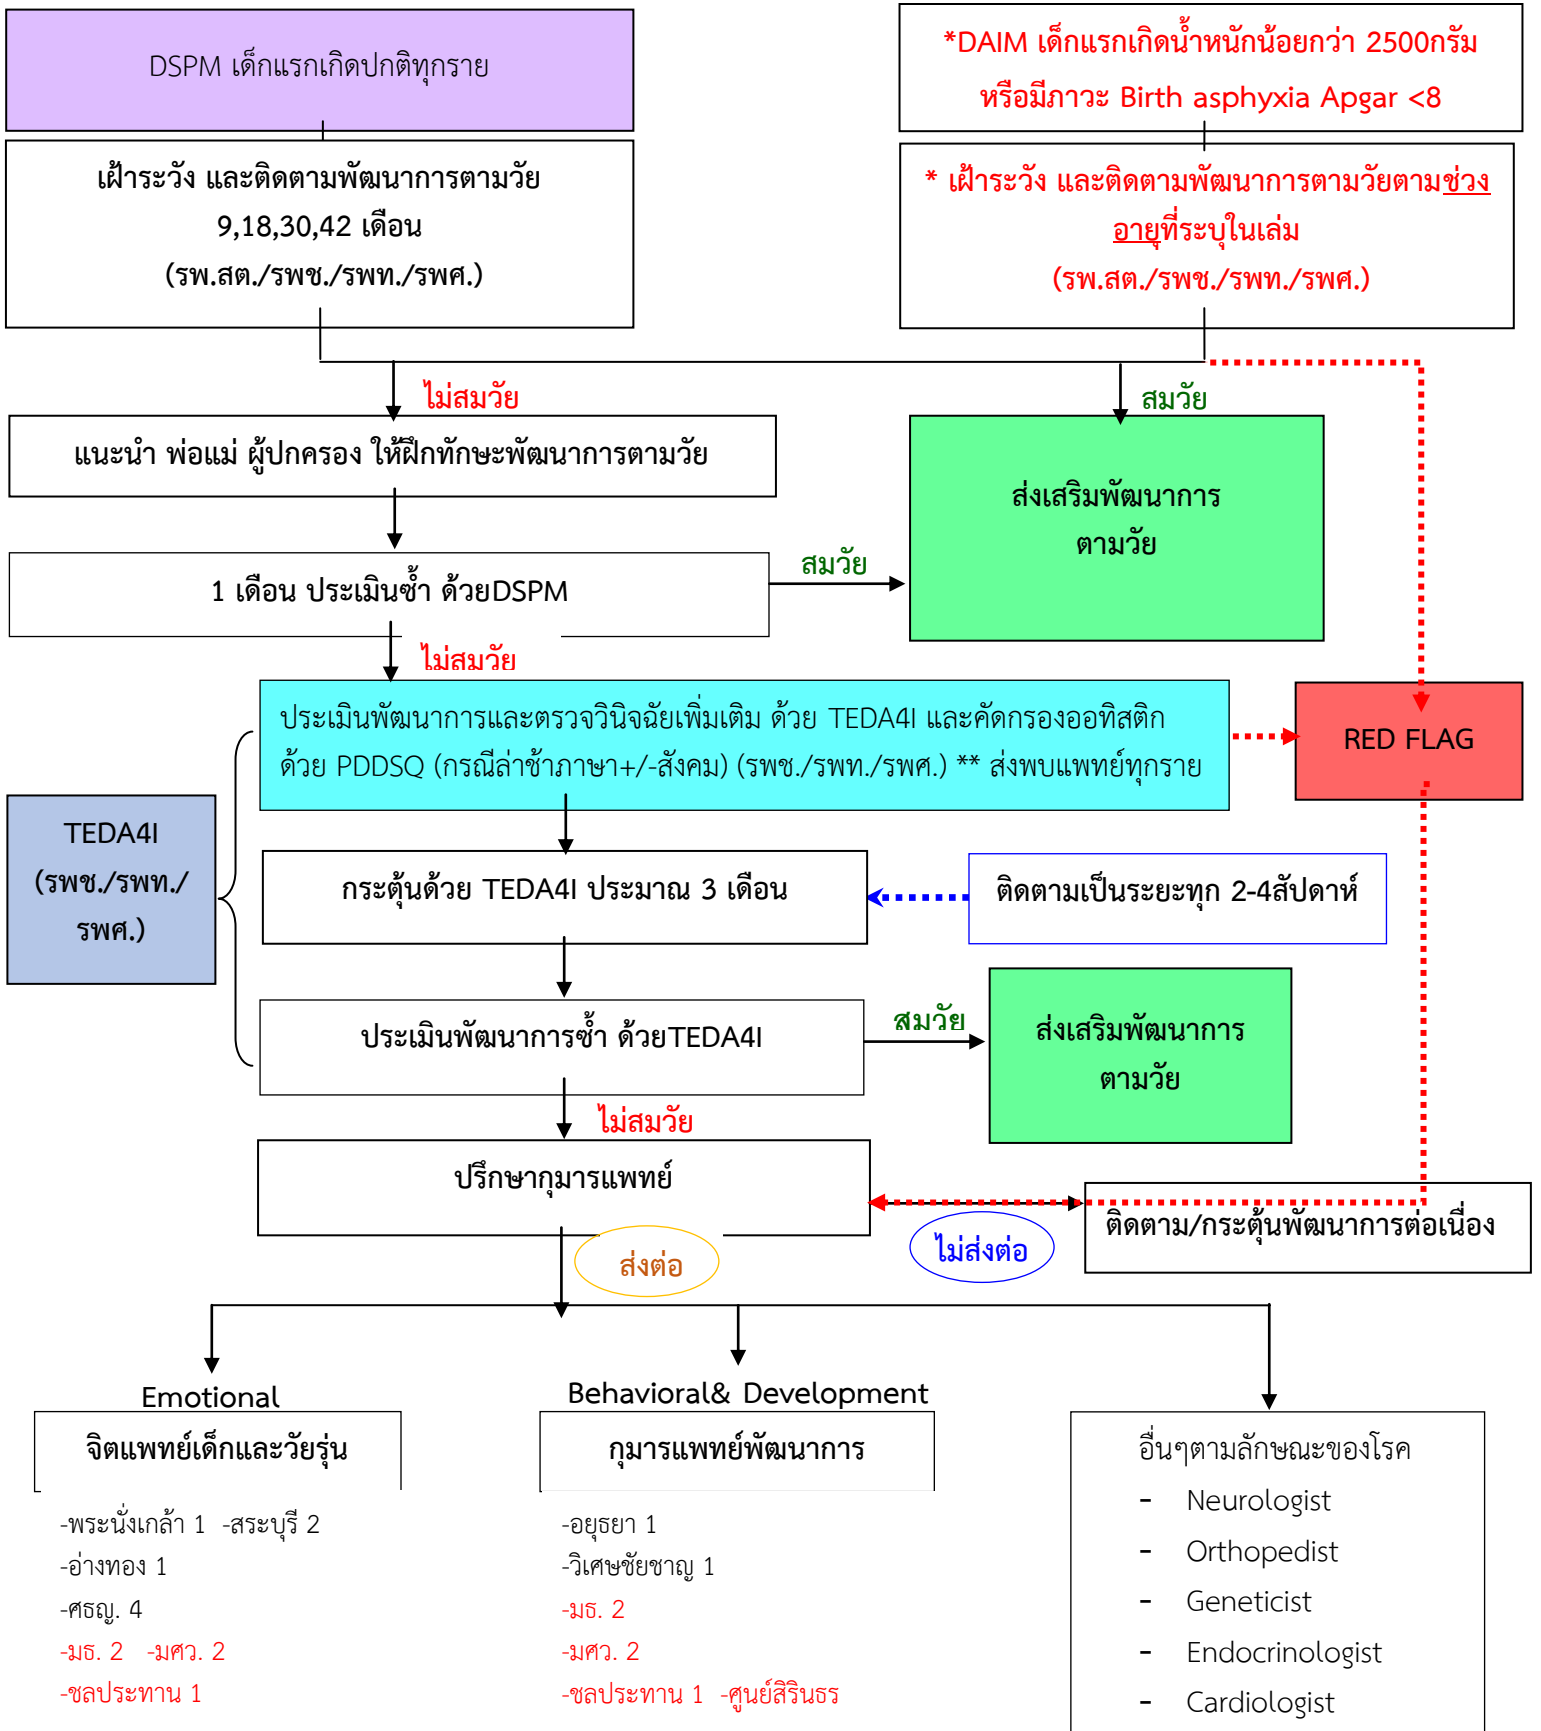 DSPM เด็กแรกเกิดปกติทุกราย
*DAIM เด็กแรกเกิดน้ำหนักน้อยกว่า 2500กรัม
หรือมีภาวะ Birth asphyxia Apgar <8
เฝ้าระวัง และติดตามพัฒนาการตามวัย
9,18,30,42 เดือน
(รพ.สต./รพช./รพท./รพศ.)
* เฝ้าระวัง และติดตามพัฒนาการตามวัยตามช่วง
อายุที่ระบุในเล่ม
(รพ.สต./รพช./รพท./รพศ.)
ไม่สมวัย
สมวัย
แนะนำ พ่อแม่ ผู้ปกครอง ให้ฝึกทักษะพัฒนาการตามวัย
ส่งเสริมพัฒนาการ
ตามวัย
1 เดือน ประเมินซ้ำ ด้วยDSPM
สมวัย
ไม่สมวัย
ประเมินพัฒนาการและตรวจวินิจฉัยเพิ่มเติม ด้วย TEDA4I และคัดกรองออทิสติก
ด้วย PDDSQ (กรณีล่าช้าภาษา+/-สังคม) (รพช./รพท./รพศ.) ** ส่งพบแพทย์ทุกราย
RED FLAG
TEDA4I
(รพช./รพท./
รพศ.)
กระตุ้นด้วย TEDA4I ประมาณ 3 เดือน
ติดตามเป็นระยะทุก 2-4สัปดาห์
ประเมินพัฒนาการซ้ำ ด้วยTEDA4I
สมวัย
ส่งเสริมพัฒนาการ
ตามวัย
ไม่สมวัย
ปรึกษากุมารแพทย์
ติดตาม/กระตุ้นพัฒนาการต่อเนื่อง
ส่งต่อ
ไม่ส่งต่อ
Emotional
จิตแพทย์เด็กและวัยรุ่น
-พระนั่งเกล้า 1 -สระบุรี 2
-อ่างทอง 1
-ศธญ. 4
-มธ. 2 -มศว. 2
-ชลประทาน 1
Behavioral& Development
กุมารแพทย์พัฒนาการ
-อยุธยา 1
-วิเศษชัยชาญ 1
-มธ. 2
-มศว. 2
-ชลประทาน 1 -ศูนย์สิรินธร
อื่นๆตามลักษณะของโรค
- Neurologist
- Orthopedist
- Geneticist
- Endocrinologist
- Cardiologist